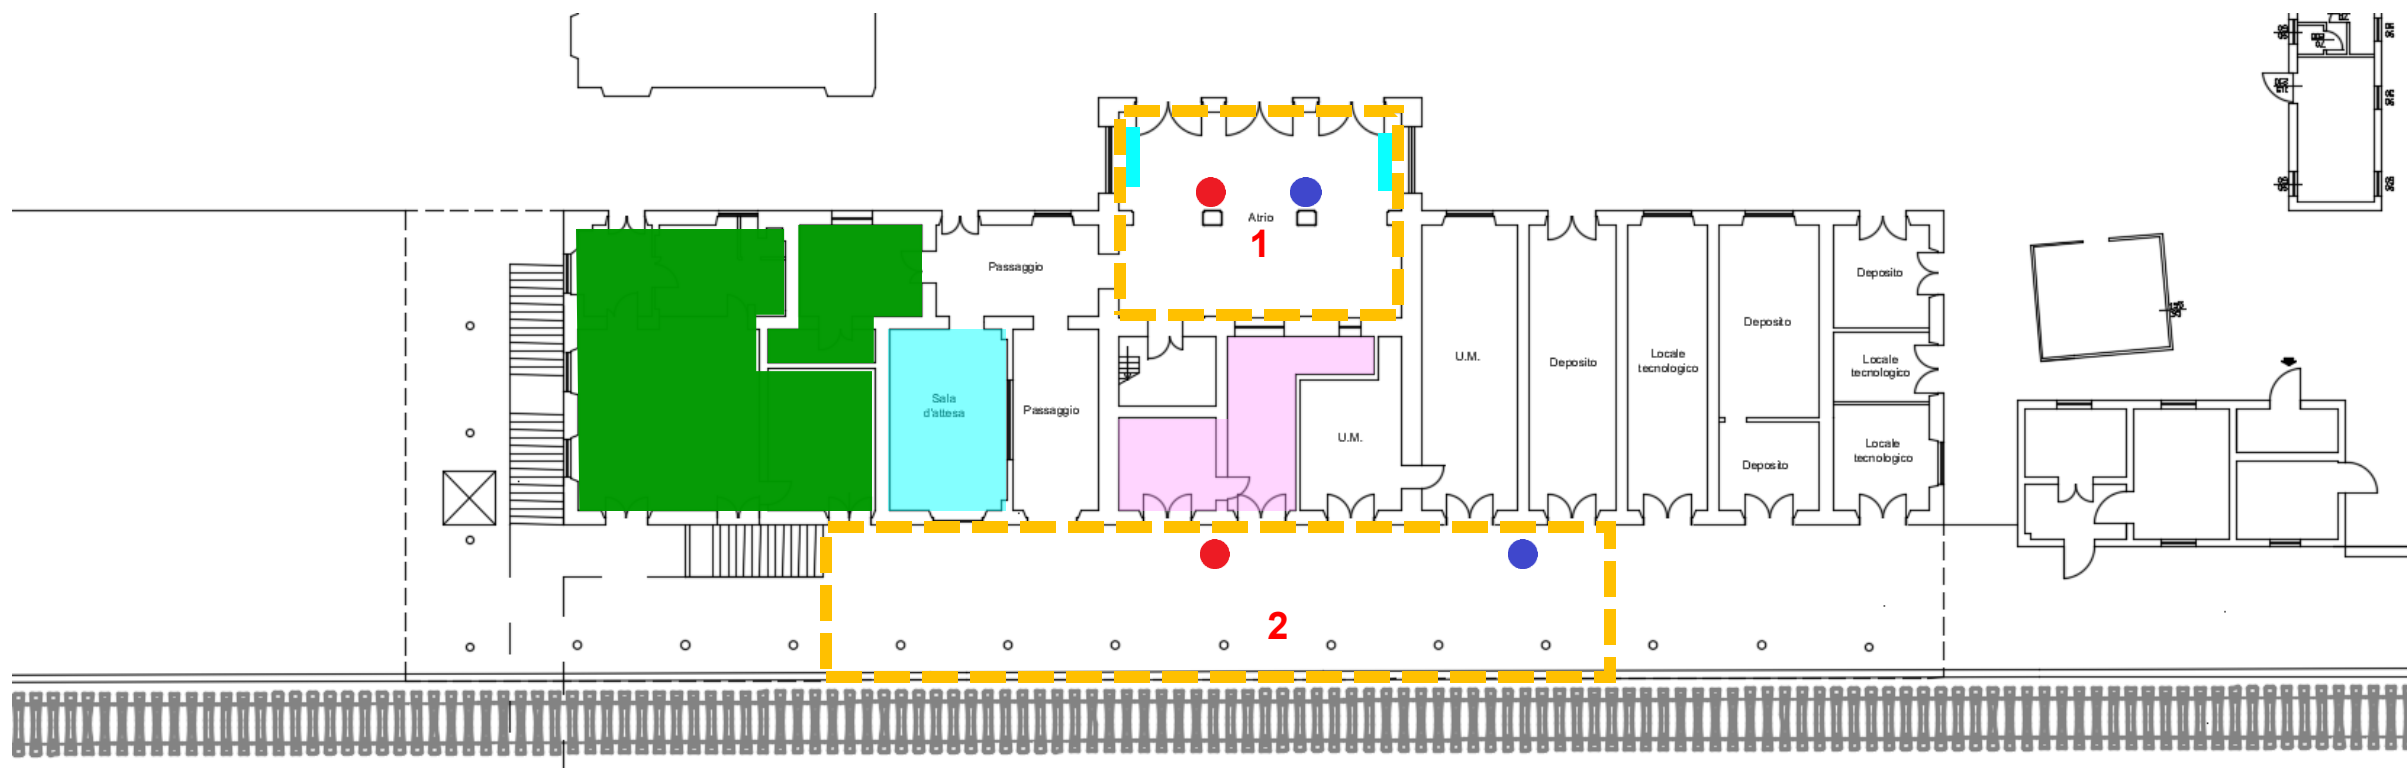 Atrio
1
Passaggio
Deposito
Deposito
U.M.
Deposito
Locale
tecnologico
Locale
tecnologico
Sala
d'attesa
Passaggio
U.M.
Deposito
Locale
tecnologico
2